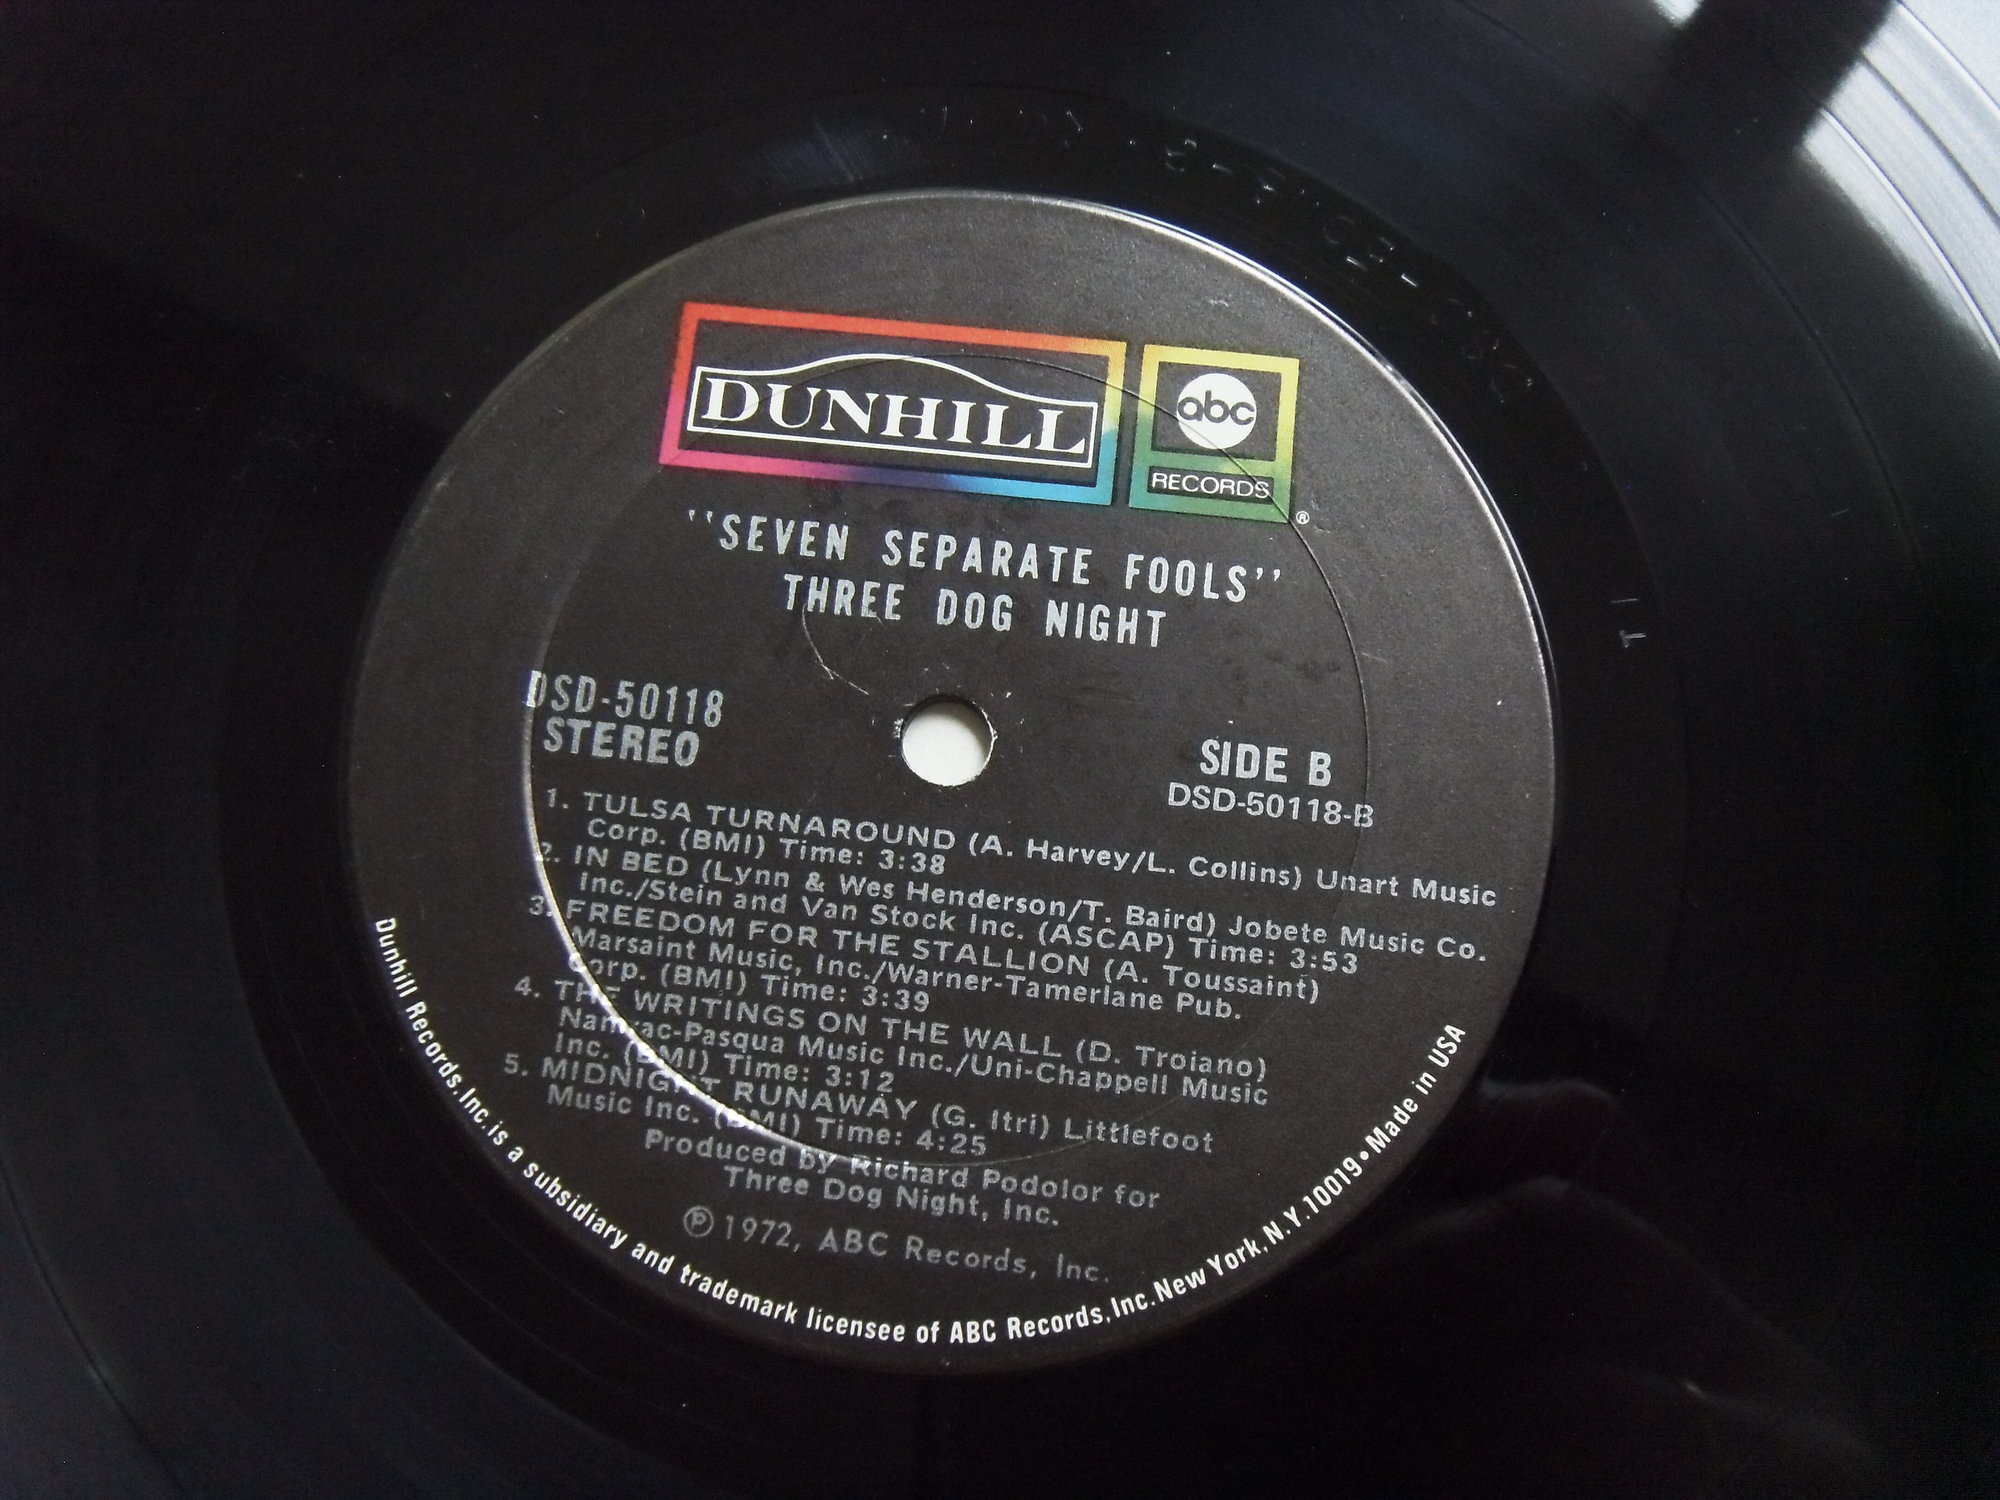 DUNHILL
abc
RECORDS
®
"SEVEN SEPARATE FOOLS"
THREE DOG NIGHT
DSD-50118
STEREO
SIDE B
DSD-50118-B
1. TULSA TURNAROUND (A. Harvey/L. Collins) Unart Music
Corp. (BMI) Time: 3:38
2. IN BED (Lynn & Wes Henderson/T. Baird) Jobete Music Co.
Inc./Stein and Van Stock Inc. (ASCAP) Time: 3:53
3. FREEDOM FOR THE STALLION (A. Toussaint)
Marsaint Music, Inc./Warner-Tamerlane Pub.
Corp. (BMI) Time: 3:39
4. THE WRITINGS ON THE WALL (D. Troiano)
Namrac-Pasqua Music Inc./Uni-Chappell Music
Inc. (BMI) Time: 3:12
5. MIDNIGHT RUNAWAY (G. Itri) Littlefoot
Music Inc. (BMI) Time: 4:25
Produced by Richard Podolor for
Three Dog Night, Inc.
℗ 1972, ABC Records, Inc.
Dunhill Records, Inc. is a subsidiary and trademark licensee of ABC Records, Inc. New York, N.Y. 10019 • Made in USA